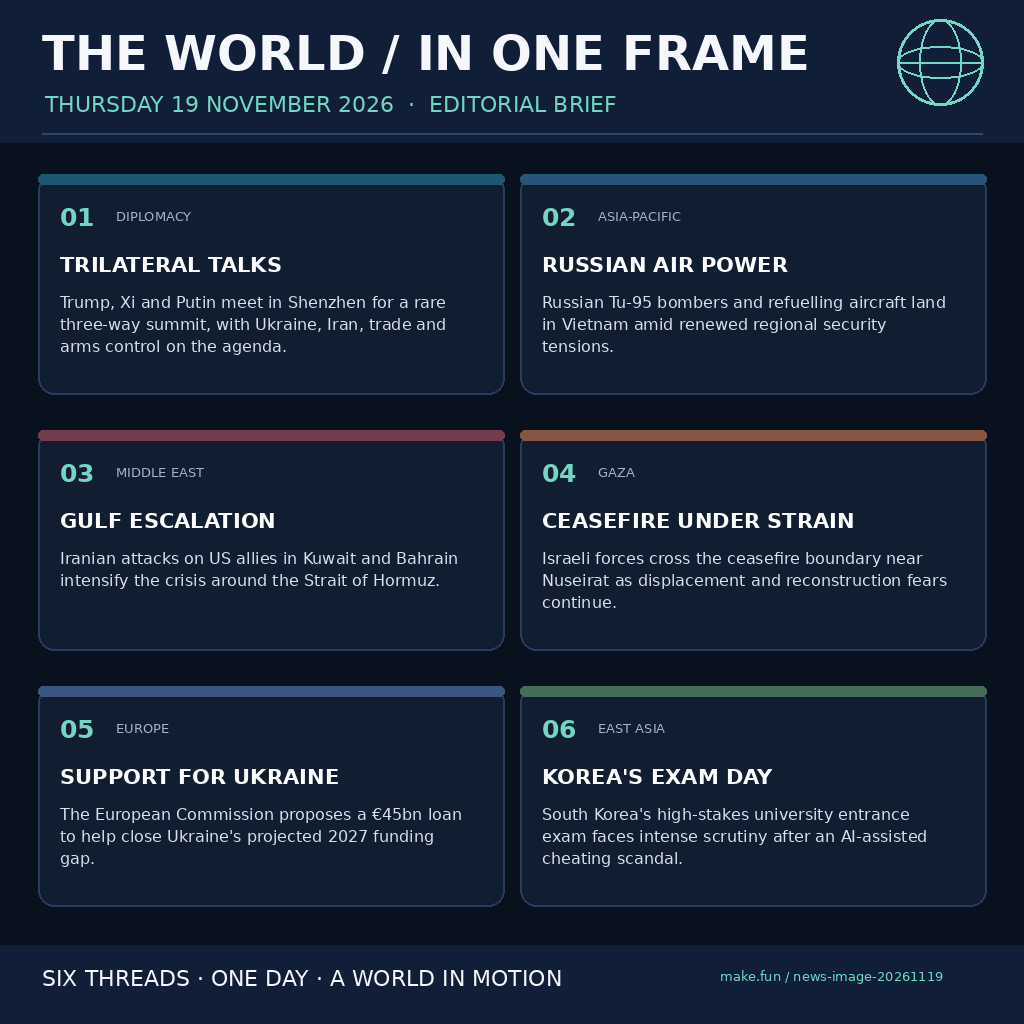 THE WORLD / IN ONE FRAME
THURSDAY 19 NOVEMBER 2026 · EDITORIAL BRIEF
01 DIPLOMACY
TRILATERAL TALKS
Trump, Xi and Putin meet in Shenzhen for a rare
three-way summit, with Ukraine, Iran, trade and
arms control on the agenda.
02 ASIA-PACIFIC
RUSSIAN AIR POWER
Russian Tu-95 bombers and refuelling aircraft land
in Vietnam amid renewed regional security
tensions.
03 MIDDLE EAST
GULF ESCALATION
Iranian attacks on US allies in Kuwait and Bahrain
intensify the crisis around the Strait of Hormuz.
04 GAZA
CEASEFIRE UNDER STRAIN
Israeli forces cross the ceasefire boundary near
Nuseirat as displacement and reconstruction fears
continue.
05 EUROPE
SUPPORT FOR UKRAINE
The European Commission proposes a €45bn loan
to help close Ukraine's projected 2027 funding
gap.
06 EAST ASIA
KOREA'S EXAM DAY
South Korea's high-stakes university entrance
exam faces intense scrutiny after an AI-assisted
cheating scandal.
SIX THREADS · ONE DAY · A WORLD IN MOTION
make.fun / news-image-20261119